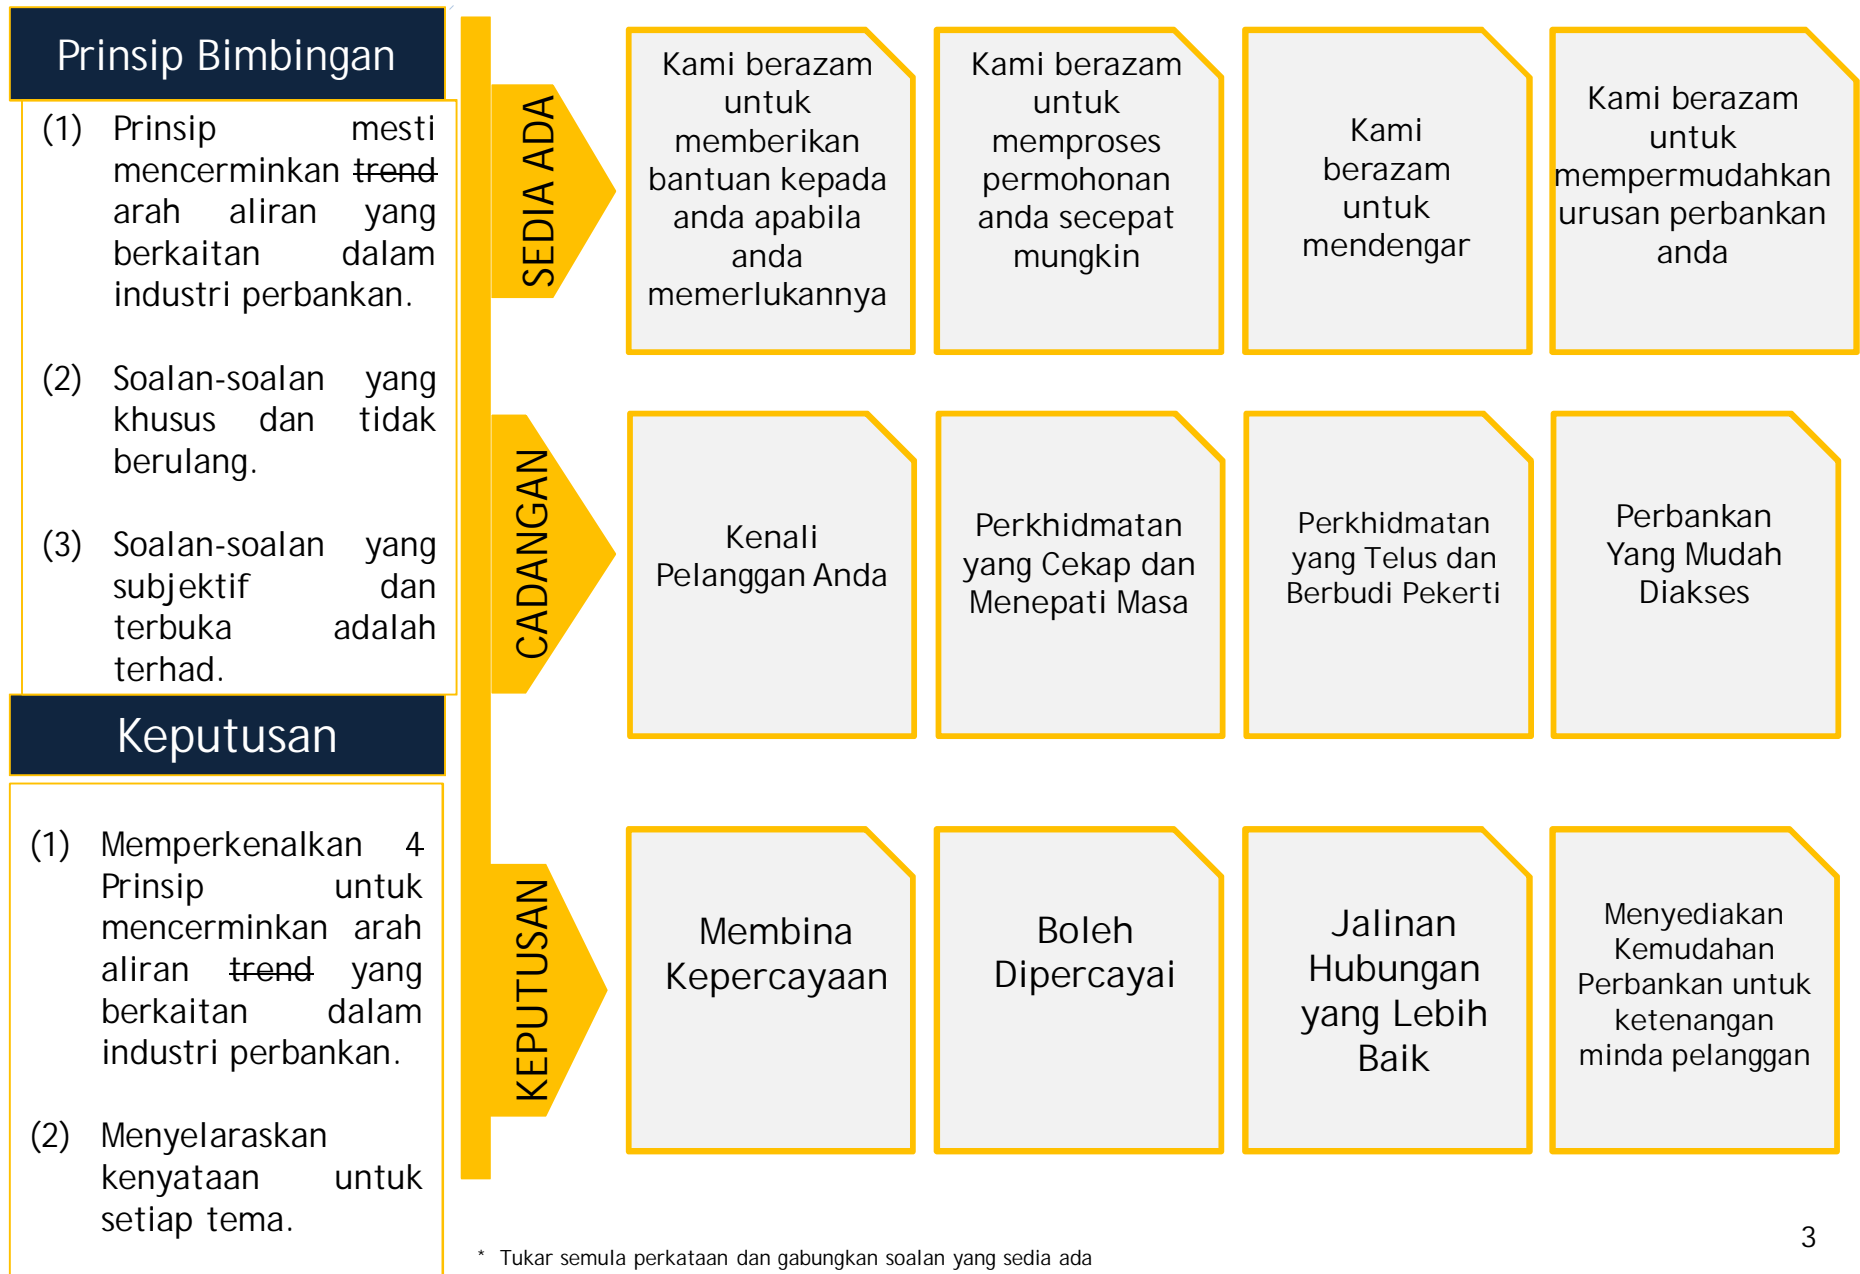 Prinsip Bimbingan
(1) Prinsip mesti
mencerminkan trend
arah aliran yang
berkaitan dalam
industri perbankan.
(2) Soalan-soalan yang
khusus dan tidak
berulang.
(3) Soalan-soalan yang
subjektif dan
terbuka adalah
terhad.
Keputusan
(1) Memperkenalkan 4
Prinsip untuk
mencerminkan arah
aliran trend yang
berkaitan dalam
industri perbankan.
(2) Menyelaraskan
kenyataan untuk
setiap tema.
SEDIA ADA
Kami berazam
untuk
memberikan
bantuan kepada
anda apabila
anda
memerlukannya
Kami berazam
untuk
memproses
permohonan
anda secepat
mungkin
Kami
berazam
untuk
mendengar
Kami berazam
untuk
mempermudahkan
urusan perbankan
anda
CADANGAN
Kenali
Pelanggan Anda
Perkhidmatan
yang Cekap dan
Menepati Masa
Perkhidmatan
yang Telus dan
Berbudi Pekerti
Perbankan
Yang Mudah
Diakses
KEPUTUSAN
Membina
Kepercayaan
Boleh
Dipercayai
Jalinan
Hubungan
yang Lebih
Baik
Menyediakan
Kemudahan
Perbankan untuk
ketenangan
minda pelanggan
* Tukar semula perkataan dan gabungkan soalan yang sedia ada
3